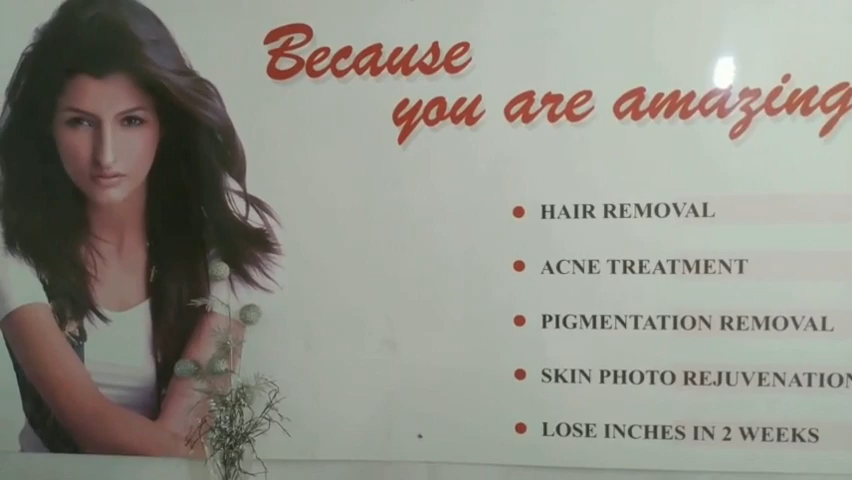 Because
you are amazing
HAIR REMOVAL
ACNE TREATMENT
PIGMENTATION REMOVAL
SKIN PHOTO REJUVENATION
LOSE INCHES IN 2 WEEKS